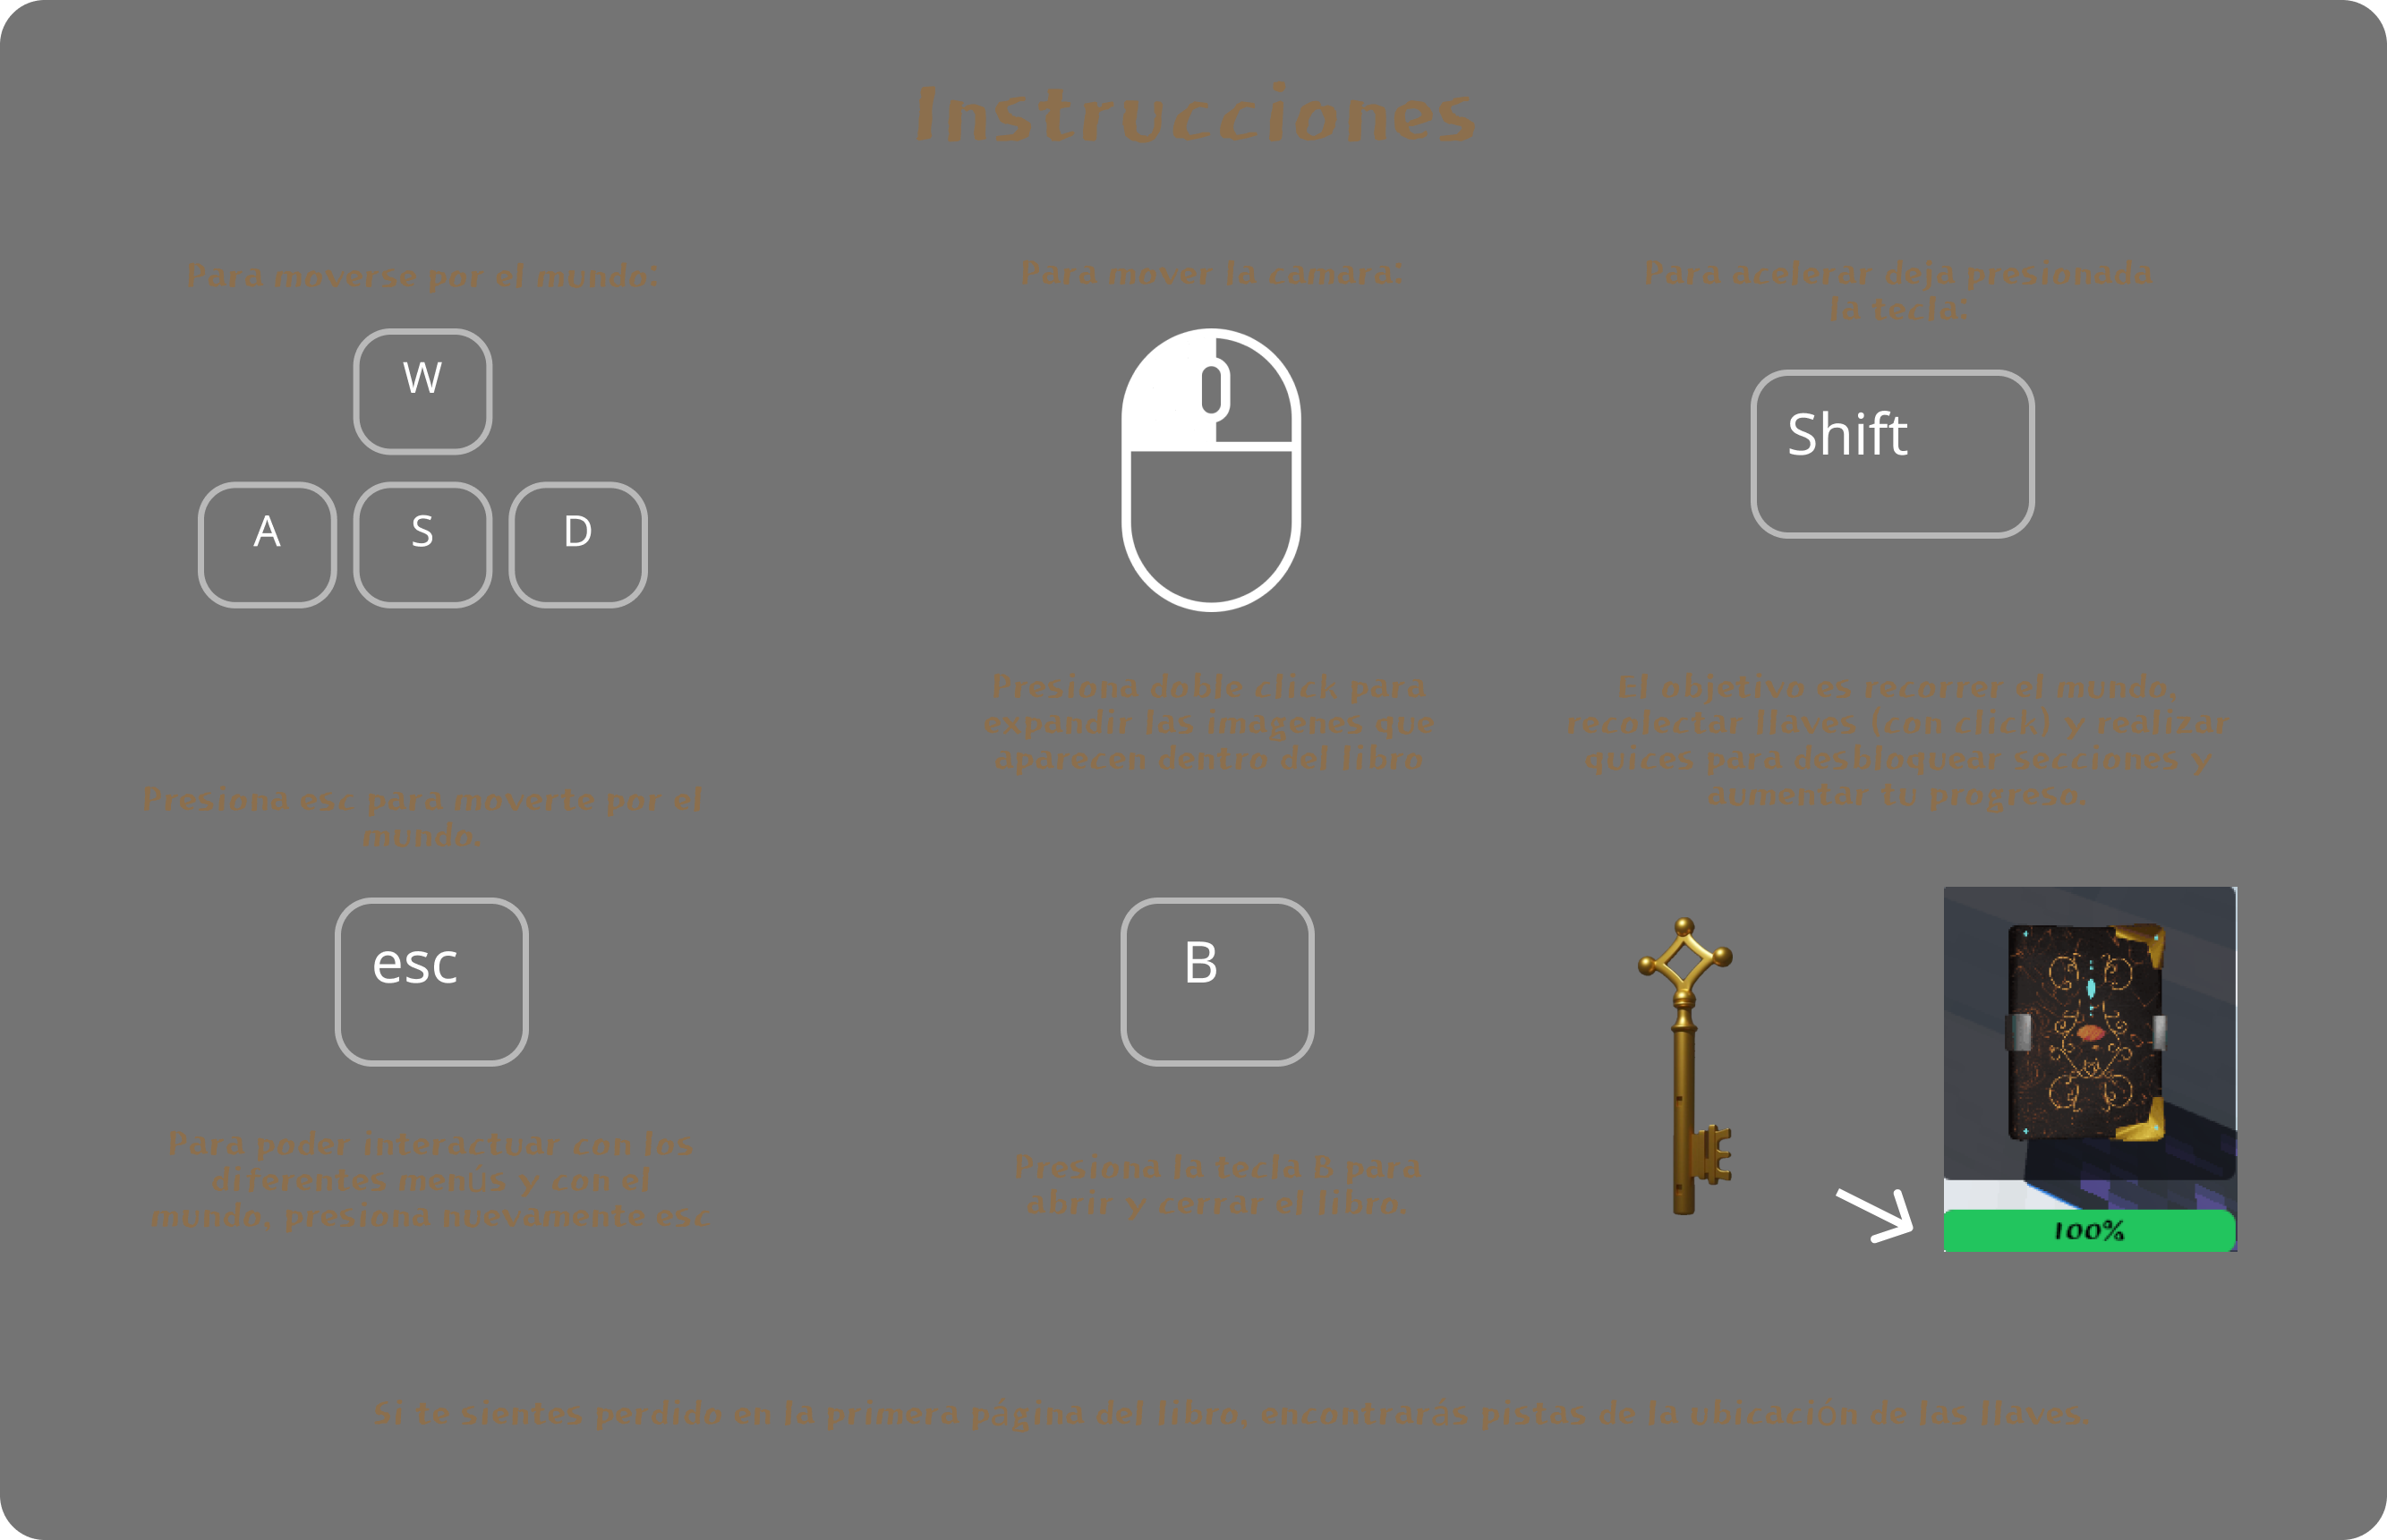 Instrucciones
Para moverse por el mundo:
W
A S D
Para mover la cámara:
Para acelerar deja presionada
la tecla:
Shift
Presiona esc para moverte por el
mundo.
esc
Para poder interactuar con los
diferentes menús y con el
mundo, presiona nuevamente esc
Presiona doble click para
expandir las imágenes que
aparecen dentro del libro
B
Presiona la tecla B para
abrir y cerrar el libro.
El objetivo es recorrer el mundo,
recolectar llaves (con click) y realizar
quices para desbloquear secciones y
aumentar tu progreso.
100%
Si te sientes perdido en la primera página del libro, encontrarás pistas de la ubicación de las llaves.